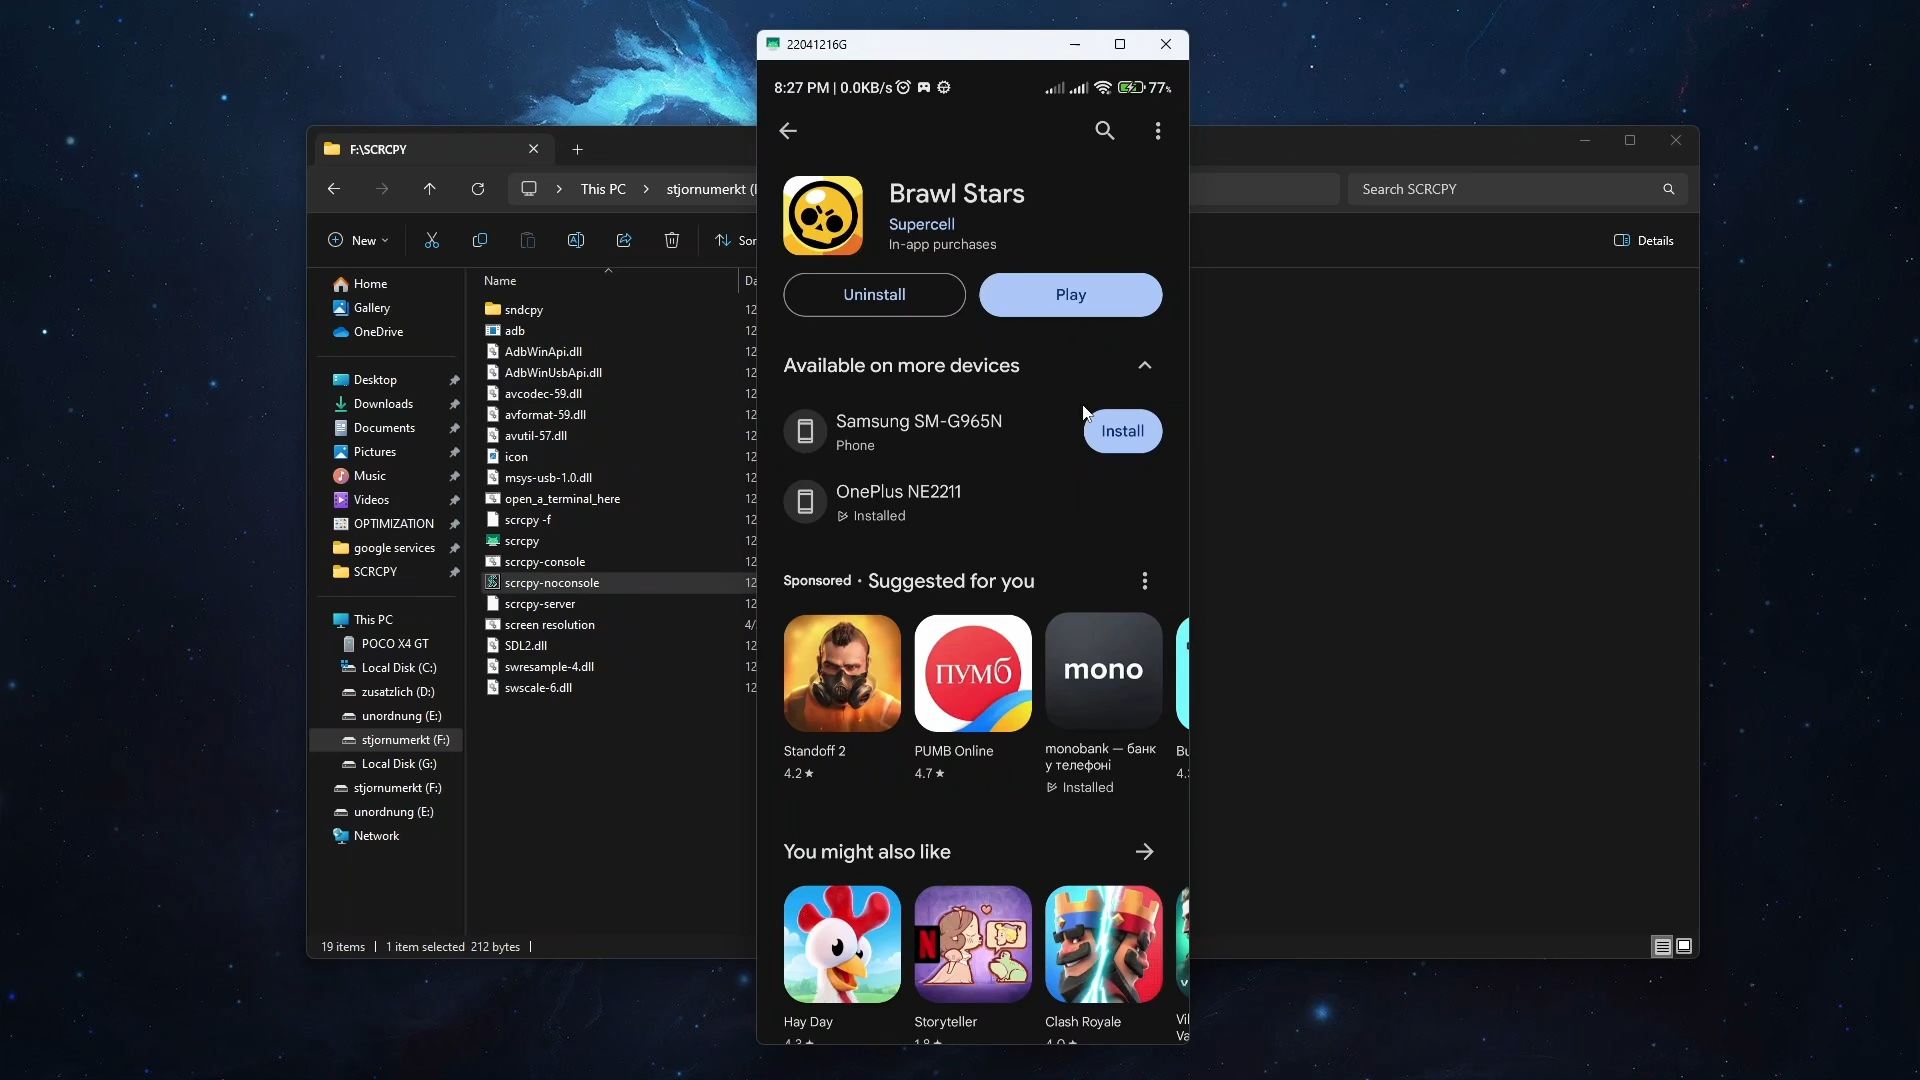 22041216G
8:27 PM | 0.0KB/s
77%
Brawl Stars
Supercell
In-app purchases
Uninstall
Play
Available on more devices
Samsung SM-G965N
Phone
Install
OnePlus NE2211
Installed
Sponsored · Suggested for you
ПУМБ
mono
Standoff 2
4.2★
PUMB Online
4.7★
monobank — банк
у телефоні
Installed
You might also like
N
Hay Day
Storyteller
Clash Royale
F:\SCRCPY
This PC
stjornumerkt
Search SCRCPY
New
Details
Home
Gallery
OneDrive
Desktop
Downloads
Documents
Pictures
Music
Videos
OPTIMIZATION
google services
SCRCPY
This PC
POCO X4 GT
Local Disk (C:)
zusatzlich (D:)
unordnung (E:)
stjornumerkt (F:)
Local Disk (G:)
stjornumerkt (F:)
unordnung (E:)
Network
Name
sndcpy
adb
AdbWinApi.dll
AdbWinUsbApi.dll
avcodec-59.dll
avformat-59.dll
avutil-57.dll
icon
msys-usb-1.0.dll
open_a_terminal_here
scrcpy -f
scrcpy
scrcpy-console
scrcpy-noconsole
scrcpy-server
screen resolution
SDL2.dll
swresample-4.dll
swscale-6.dll
19 items
1 item selected 212 bytes